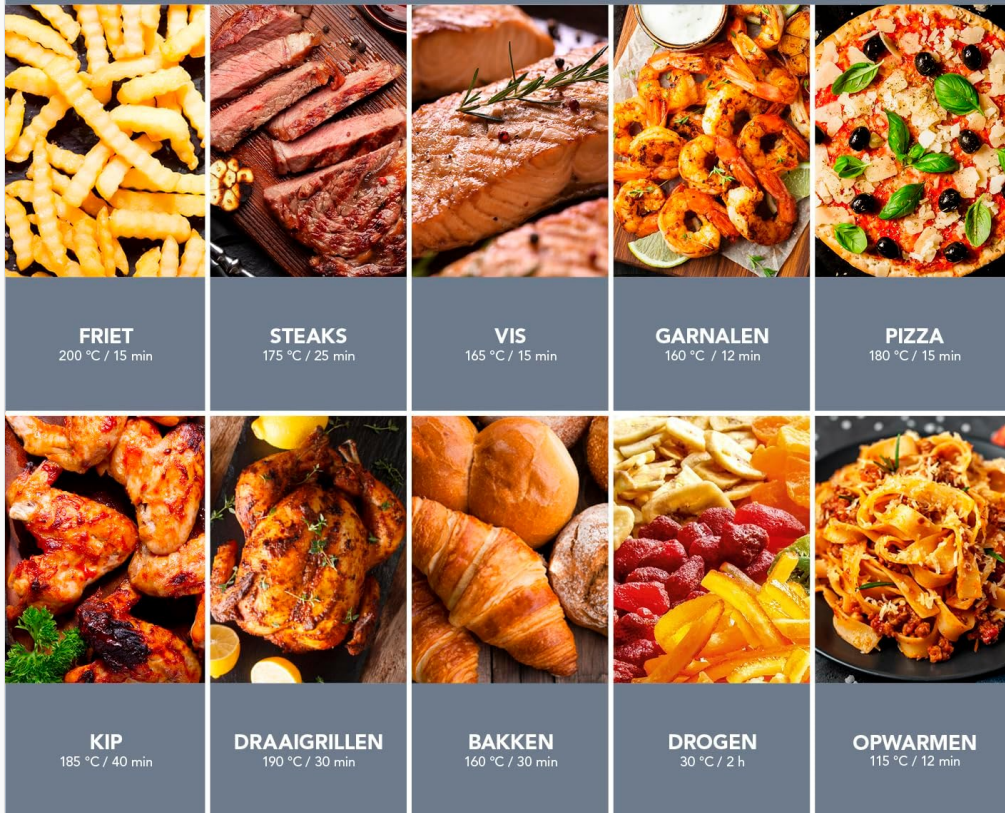 FRIET
200 °C / 15 min
STEAKS
175 °C / 25 min
VIS
165 °C / 15 min
GARNALEN
160 °C / 12 min
PIZZA
180 °C / 15 min
KIP
185 °C / 40 min
DRAAIGRILLEN
190 °C / 30 min
BAKKEN
160 °C / 30 min
DROGEN
30 °C / 2 h
OPWARMEN
115 °C / 12 min